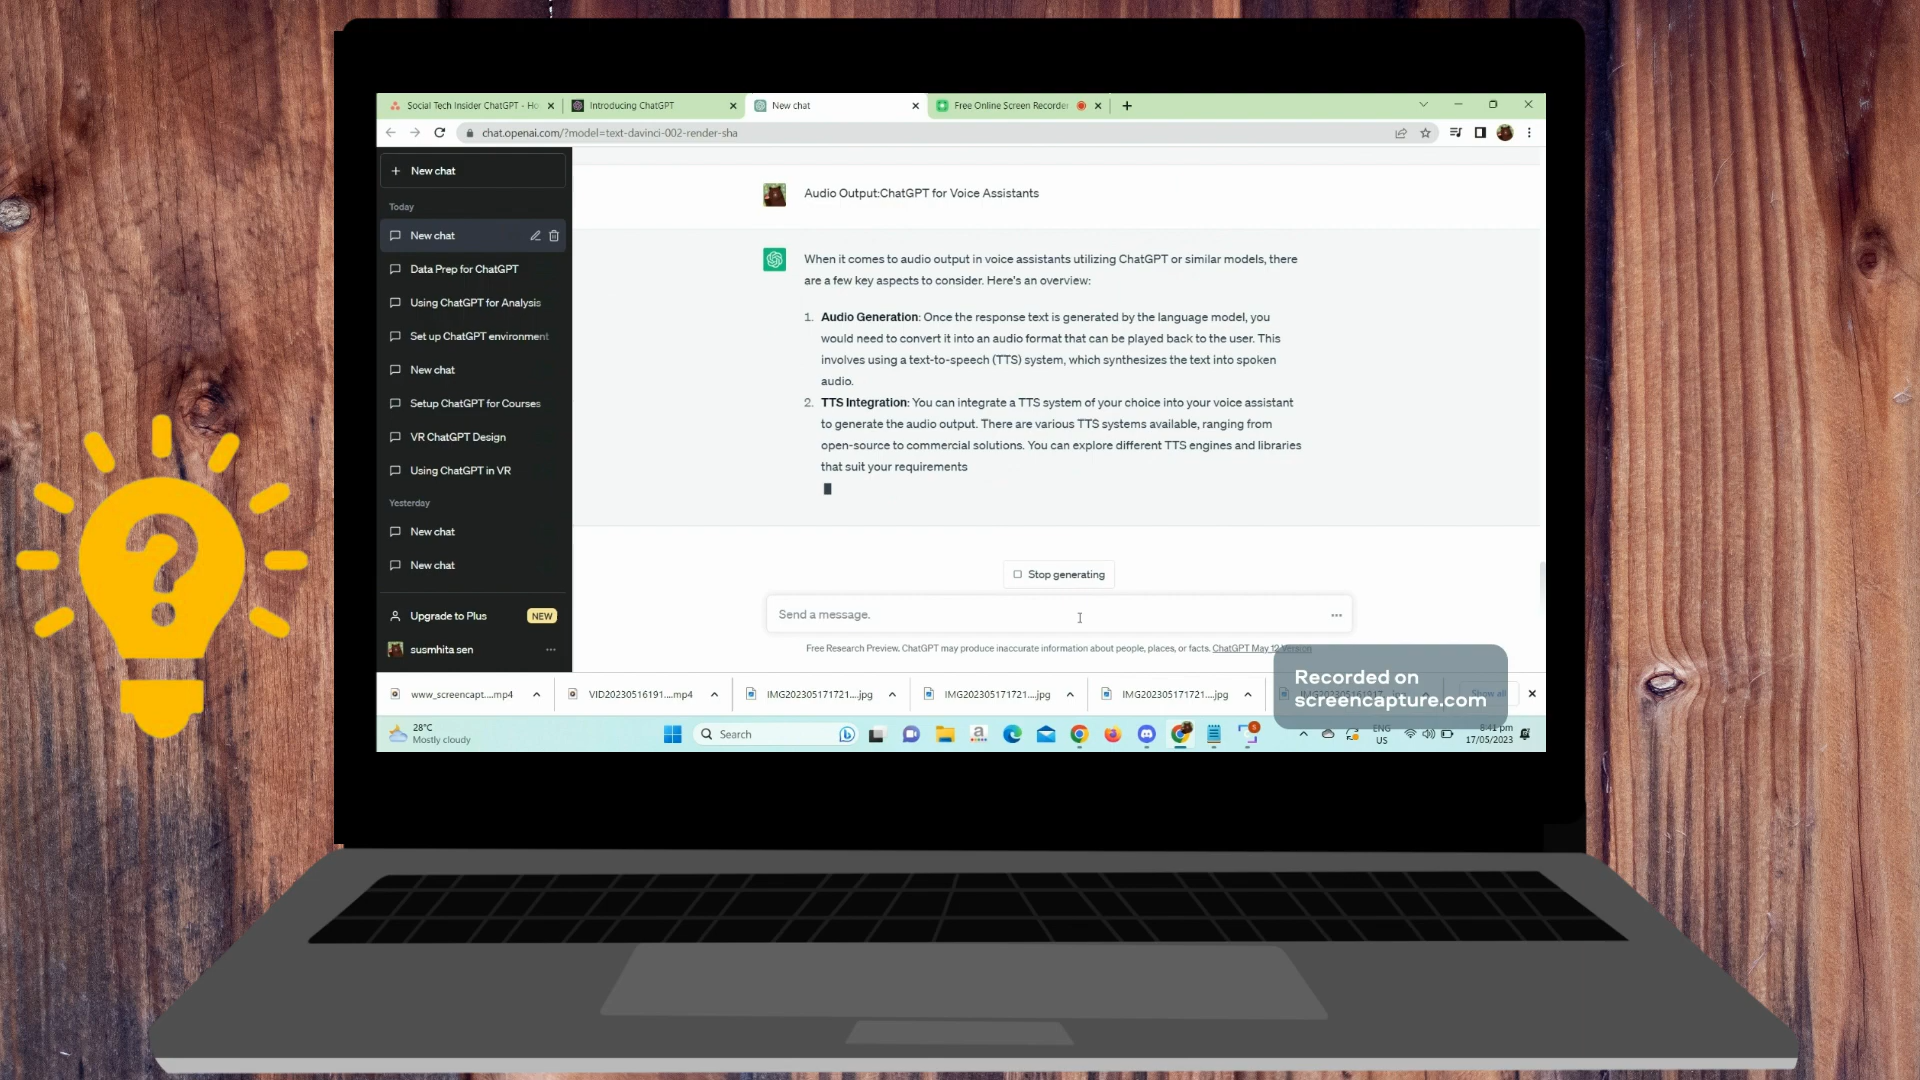 Social Tech Insider ChatGPT - Ho
Introducing ChatGPT
New chat
Free Online Screen Recorder
chat.openai.com/?model=text-davinci-002-render-sha
New chat
Today
New chat
Data Prep for ChatGPT
Using ChatGPT for Analysis
Set up ChatGPT environment
New chat
Setup ChatGPT for Courses
VR ChatGPT Design
Using ChatGPT in VR
Yesterday
New chat
New chat
Upgrade to Plus NEW
susmhita sen
Audio Output:ChatGPT for Voice Assistants
When it comes to audio output in voice assistants utilizing ChatGPT or similar models, there
are a few key aspects to consider. Here's an overview:
1. Audio Generation: Once the response text is generated by the language model, you
would need to convert it into an audio format that can be played back to the user. This
involves using a text-to-speech (TTS) system, which synthesizes the text into spoken
audio.
2. TTS Integration: You can integrate a TTS system of your choice into your voice assistant
to generate the audio output. There are various TTS systems available, ranging from
open-source to commercial solutions. You can explore different TTS engines and libraries
that suit your requirements
Stop generating
Send a message.
Free Research Preview. ChatGPT may produce inaccurate information about people, places, or facts. ChatGPT May 12 Version
Recorded on
screencapture.com
www_screencapt....mp4
VID20230516191....mp4
IMG202305171721....jpg
IMG202305171721....jpg
IMG202305171721....jpg
Show all
28°C
Mostly cloudy
Search
ENG
US
6:41 pm
17/05/2023